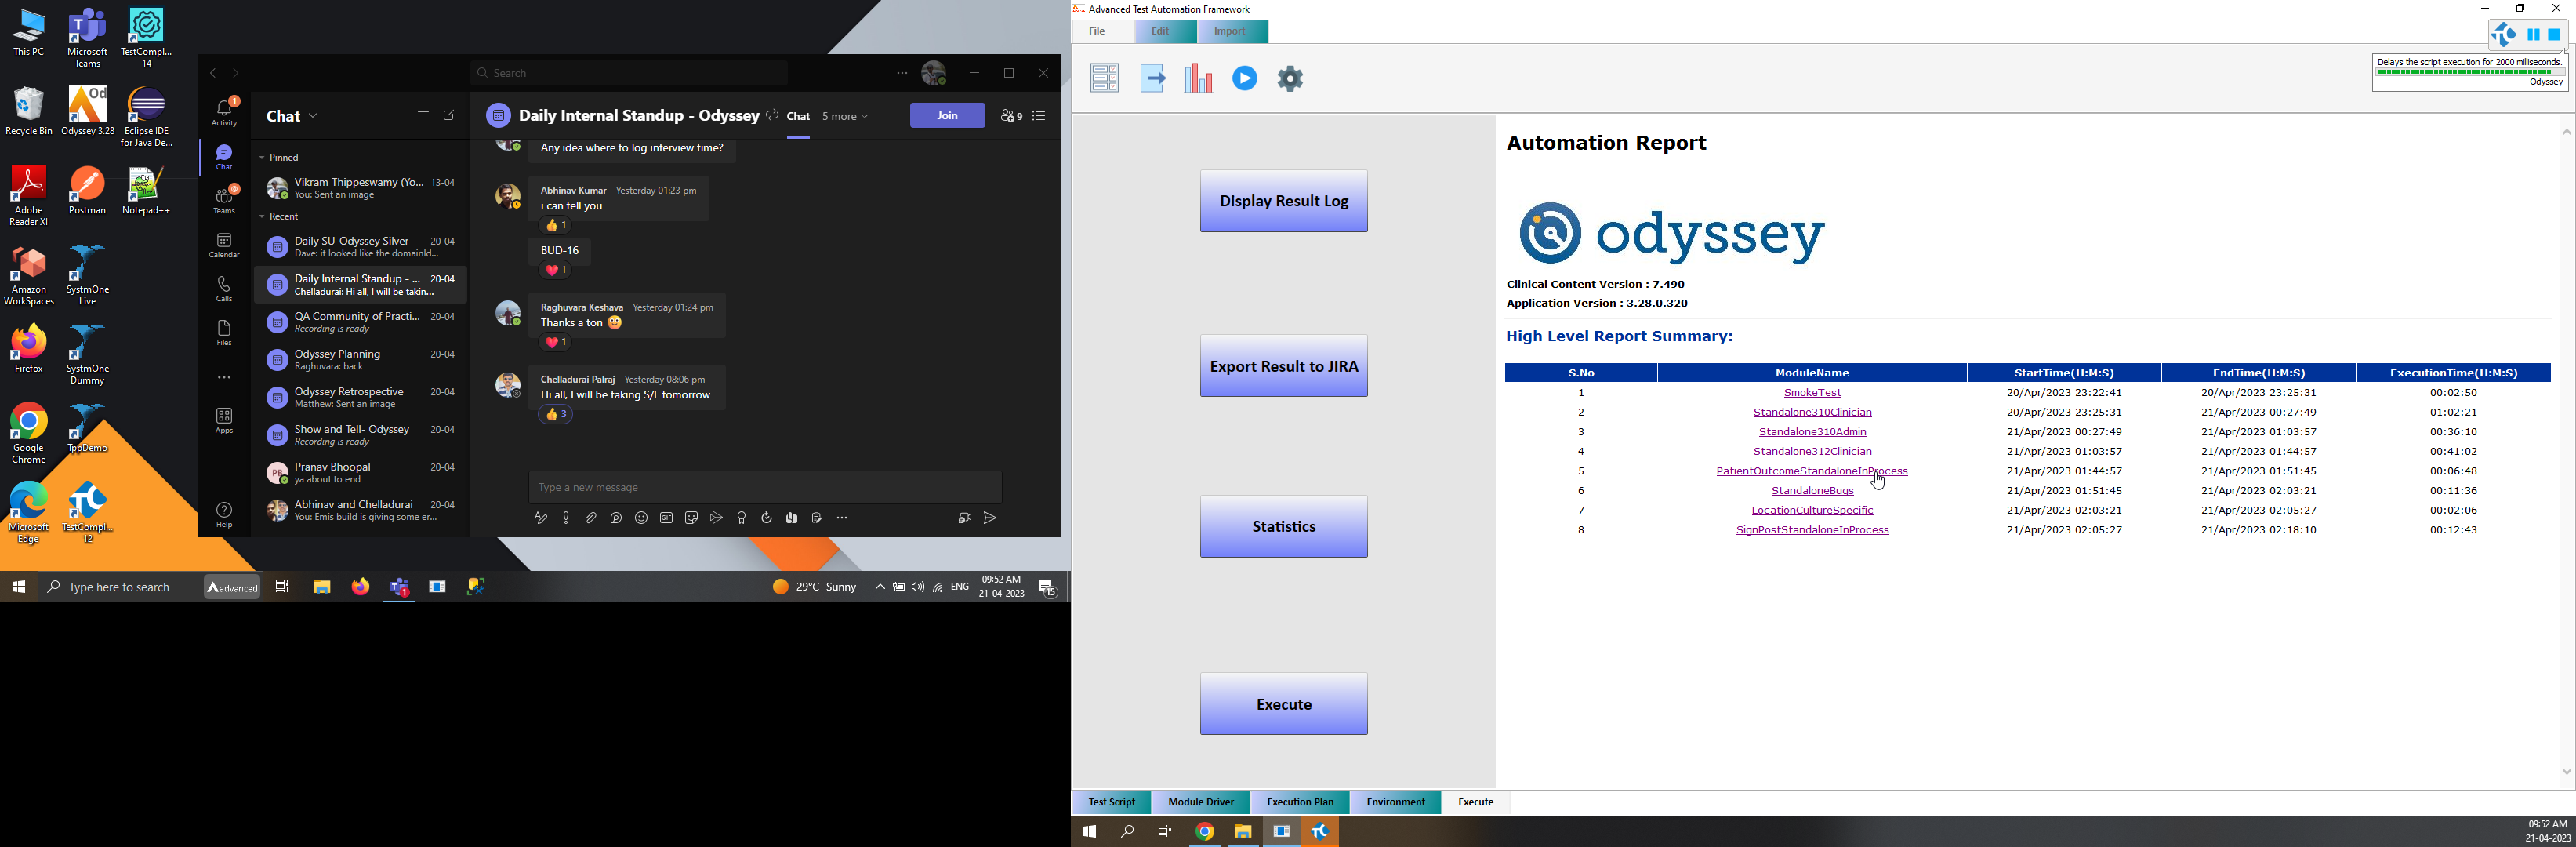 This PC
Microsoft
Teams
TestCompl...
14
Recycle Bin
Odyssey 3.28
Eclipse IDE
for Java De...
Adobe
Reader XI
Postman
Notepad++
Amazon
WorkSpaces
SystmOne
Live
Firefox
SystmOne
Dummy
Google
Chrome
TppDemo
Microsoft
Edge
TestCompl...
12
Search
Activity
Chat
Teams
Calendar
Calls
Files
Apps
Help
Chat
Pinned
Vikram Thippeswamy (Yo... 13-04
You: Sent an image
Recent
Daily SU-Odyssey Silver 20-04
Dave: it looked like the domainId...
Daily Internal Standup - ... 20-04
Chelladurai: Hi all, I will be takin...
QA Community of Practi... 20-04
Recording is ready
Odyssey Planning 20-04
Raghuvara: back
Odyssey Retrospective 20-04
Matthew: Sent an image
Show and Tell- Odyssey 20-04
Recording is ready
PB
Pranav Bhoopal 20-04
ya about to end
Abhinav and Chelladurai 20-04
You: Emis build is giving some er...
Daily Internal Standup - Odyssey Chat 5 more Join 9
Any idea where to log interview time?
Abhinav Kumar Yesterday 01:23 pm
i can tell you
1
BUD-16
1
Raghuvara Keshava Yesterday 01:24 pm
Thanks a ton
1
Chelladurai Palraj Yesterday 08:06 pm
Hi all, I will be taking S/L tomorrow
3
Type a new message
GIF
Type here to search advanced
29°C Sunny ENG
09:52 AM
21-04-2023
15
Advanced Test Automation Framework
File Edit Import
Delays the script execution for 2000 milliseconds.
Odyssey
Display Result Log
Export Result to JIRA
Statistics
Execute
Automation Report
odyssey
Clinical Content Version : 7.490
Application Version : 3.28.0.320
High Level Report Summary:
S.No ModuleName StartTime(H:M:S) EndTime(H:M:S) ExecutionTime(H:M:S)
1 SmokeTest 20/Apr/2023 23:22:41 20/Apr/2023 23:25:31 00:02:50
2 Standalone310Clinician 20/Apr/2023 23:25:31 21/Apr/2023 00:27:49 01:02:21
3 Standalone310Admin 21/Apr/2023 00:27:49 21/Apr/2023 01:03:57 00:36:10
4 Standalone312Clinician 21/Apr/2023 01:03:57 21/Apr/2023 01:44:57 00:41:02
5 PatientOutcomeStandaloneInProcess 21/Apr/2023 01:44:57 21/Apr/2023 01:51:45 00:06:48
6 StandaloneBugs 21/Apr/2023 01:51:45 21/Apr/2023 02:03:21 00:11:36
7 LocationCultureSpecific 21/Apr/2023 02:03:21 21/Apr/2023 02:05:27 00:02:06
8 SignPostStandaloneInProcess 21/Apr/2023 02:05:27 21/Apr/2023 02:18:10 00:12:43
Test Script Module Driver Execution Plan Environment Execute
09:52 AM
21-04-2023